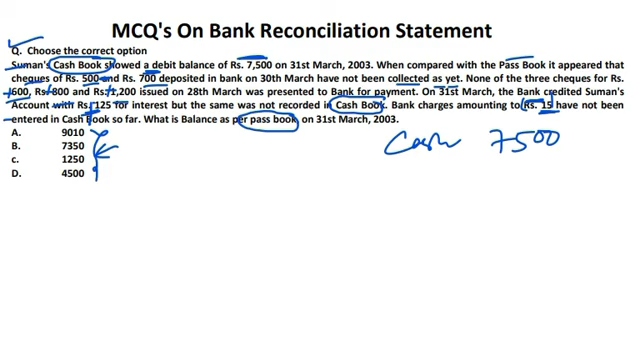 MCQ's On Bank Reconciliation Statement
Q. Choose the correct option
Suman's Cash Book showed a debit balance of Rs. 7,500 on 31st March, 2003. When compared with the Pass Book it appeared that
cheques of Rs. 500 and Rs. 700 deposited in bank on 30th March have not been collected as yet. None of the three cheques for Rs.
600, Rs. 800 and Rs. 1,200 issued on 28th March was presented to Bank for payment. On 31st March, the Bank credited Suman's
Account with Rs. 125 for interest but the same was not recorded in Cash Book. Bank charges amounting to Rs. 15 have not been
entered in Cash Book so far. What is Balance as per pass book on 31st March, 2003.
A. 9010
B. 7350
C. 1250
D. 4500
Cash 7500